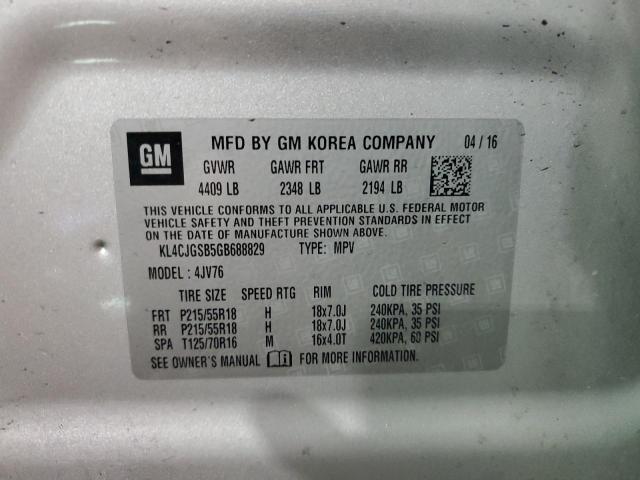 GM MFD BY GM KOREA COMPANY 04 / 16
GVWR GAWR FRT GAWR RR
4409 LB 2348 LB 2194 LB
THIS VEHICLE CONFORMS TO ALL APPLICABLE U.S. FEDERAL MOTOR
VEHICLE SAFETY AND THEFT PREVENTION STANDARDS IN EFFECT
ON THE DATE OF MANUFACTURE SHOWN ABOVE.
KL4CJGSB5GB688829 TYPE: MPV
MODEL : 4JV76
TIRE SIZE SPEED RTG RIM COLD TIRE PRESSURE
FRT P215/55R18 H 18x7.0J 240KPA, 35 PSI
RR P215/55R18 H 18x7.0J 240KPA, 35 PSI
SPA T125/70R16 M 16x4.0T 420KPA, 60 PSI
SEE OWNER'S MANUAL FOR MORE INFORMATION.